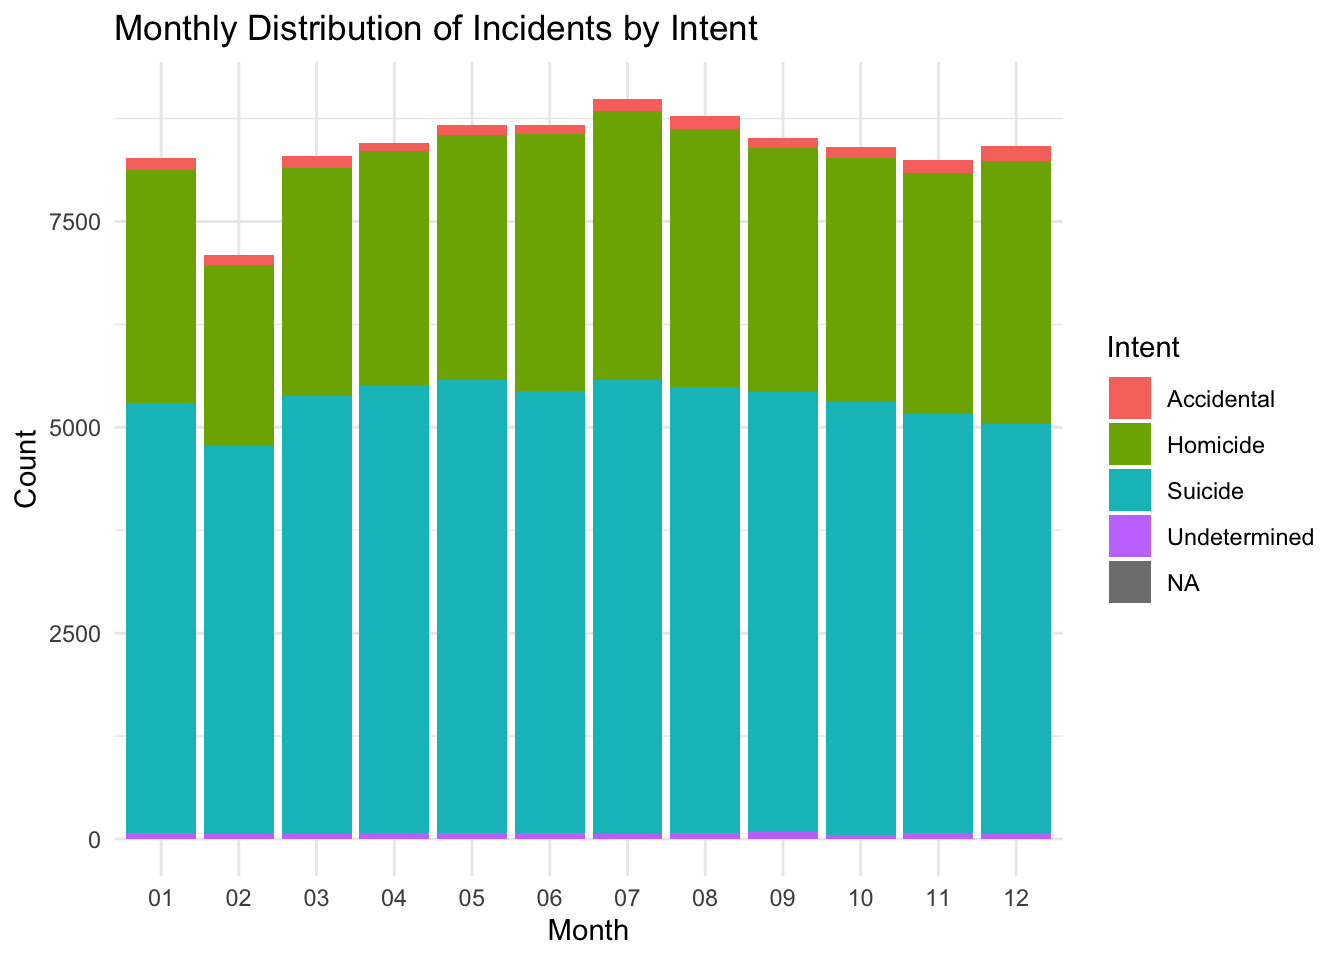 Monthly Distribution of Incidents by Intent
Count
7500
5000
2500
0
01 02 03 04 05 06 07 08 09 10 11 12
Month
Intent
Accidental
Homicide
Suicide
Undetermined
NA